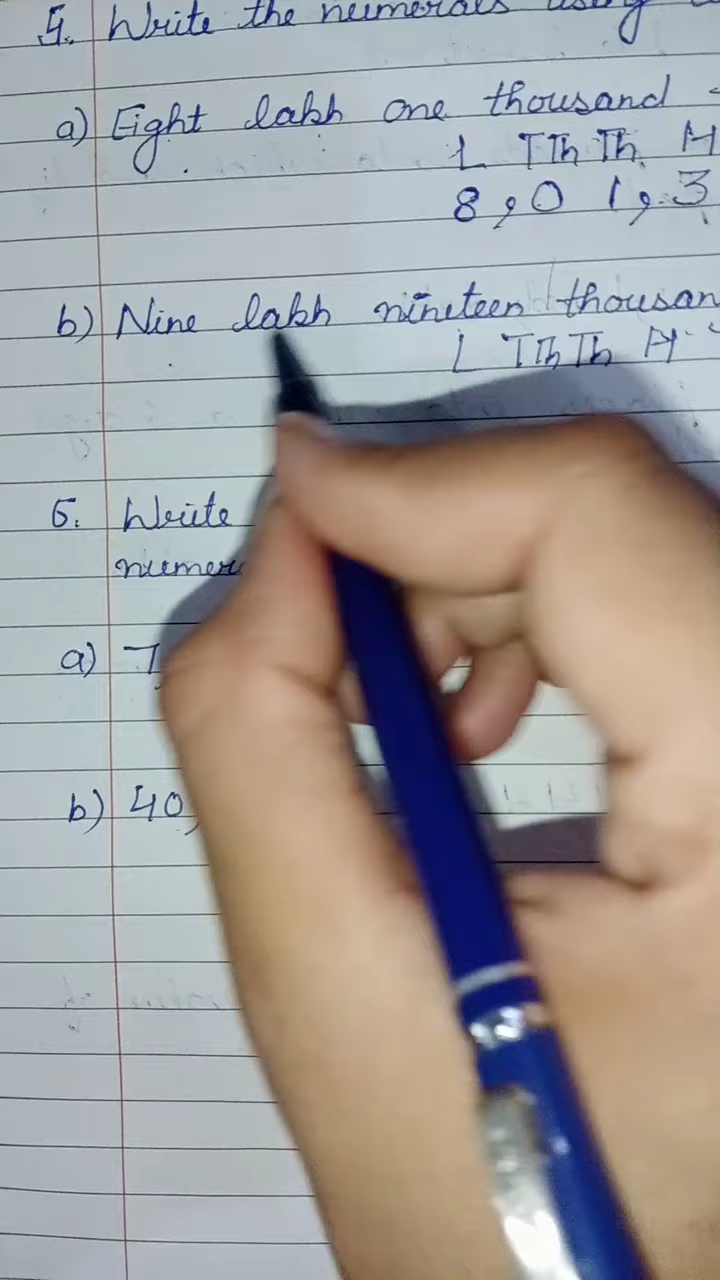 5. Write the numerals using
a) Eight lakh one thousand
L TTh Th H
8,0 1,3
b) Nine lakh nineteen thousan
L TTh Th H
6. Write
numer
a) 7,
b) 40,